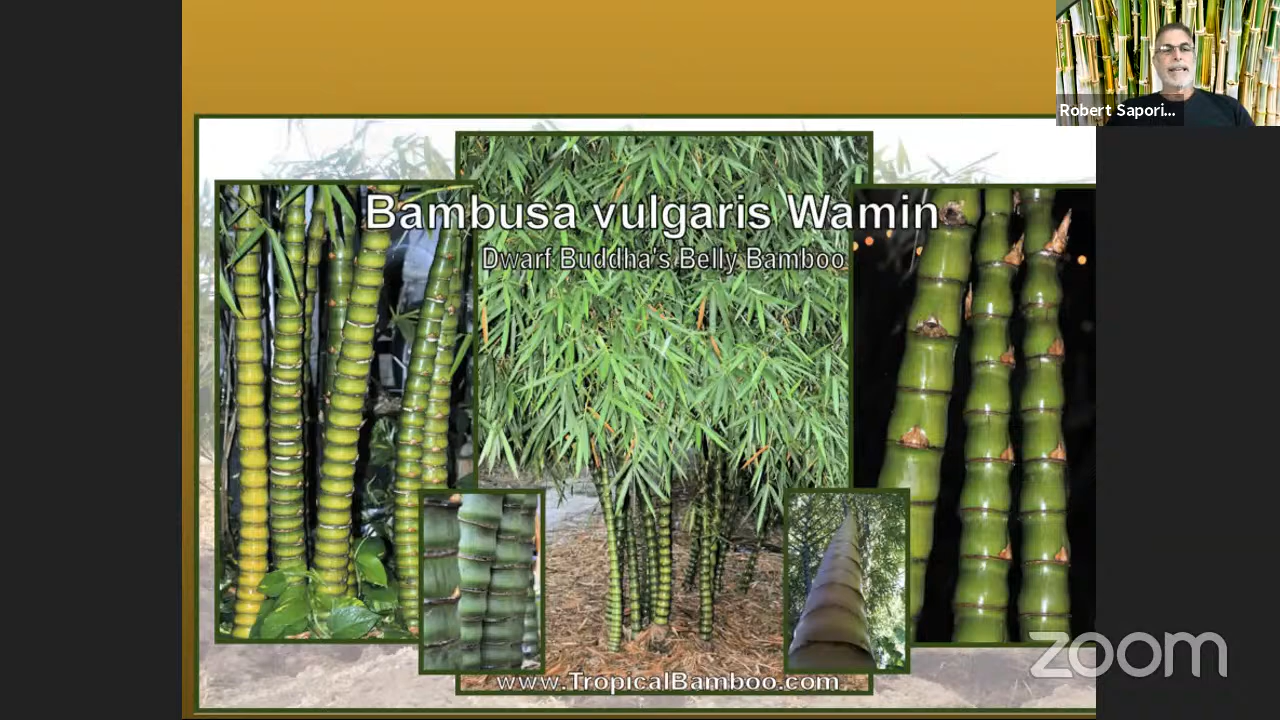 Robert Sapori...
Bambusa vulgaris Wamin
Dwarf Buddha's Belly Bamboo
www.TropicalBamboo.com
zoom